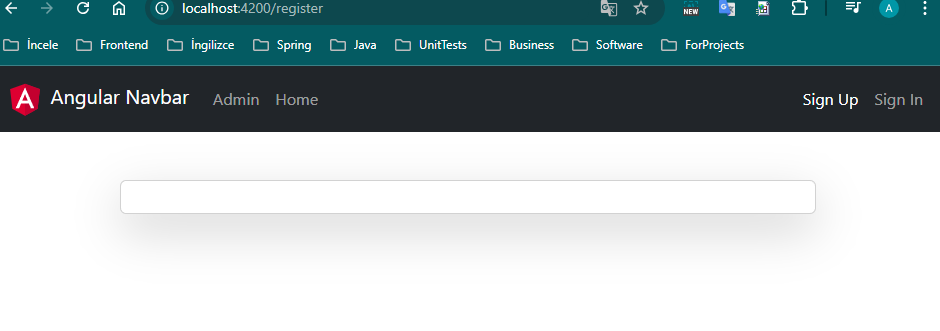 localhost:4200/register
NEW
A
İncele Frontend İngilizce Spring Java UnitTests Business Software ForProjects
Angular Navbar Admin Home Sign Up Sign In